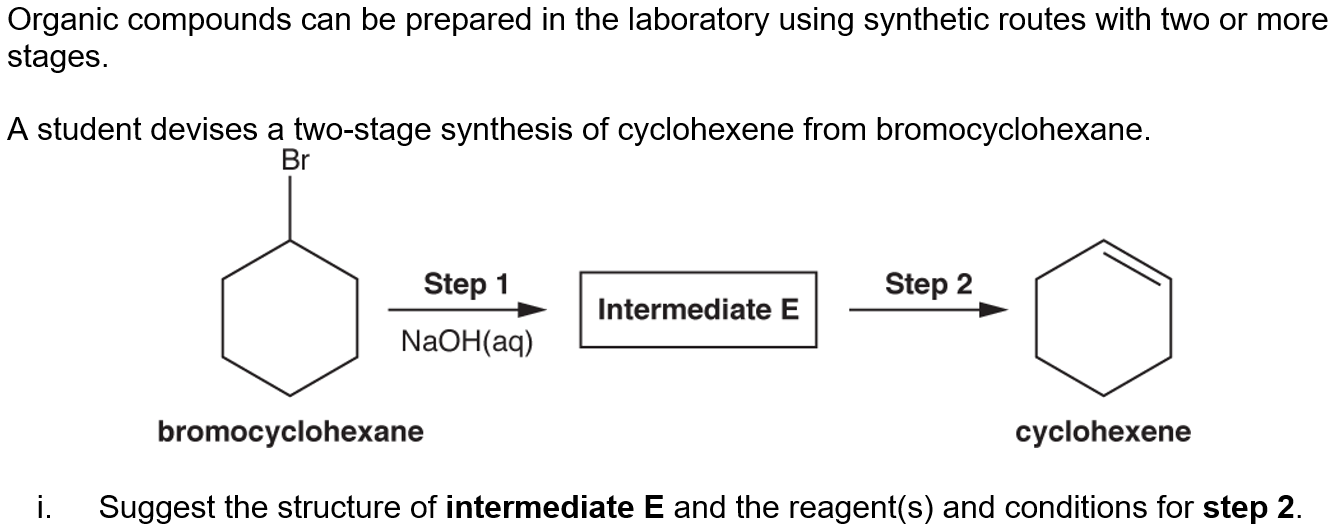 Organic compounds can be prepared in the laboratory using synthetic routes with two or more
stages.
A student devises a two-stage synthesis of cyclohexene from bromocyclohexane.
Br
Step 1
NaOH(aq)
Intermediate E
Step 2
bromocyclohexane
cyclohexene
i. Suggest the structure of intermediate E and the reagent(s) and conditions for step 2.